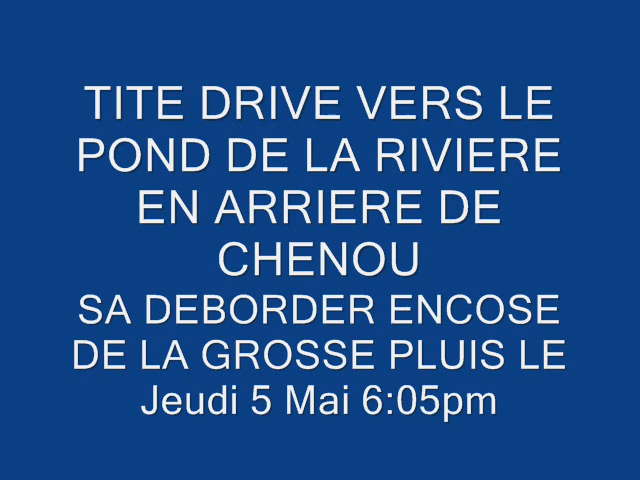 TITE DRIVE VERS LE
POND DE LA RIVIERE
EN ARRIERE DE
CHENOU
SA DEBORDER ENCOSE
DE LA GROSSE PLUIS LE
Jeudi 5 Mai 6:05pm